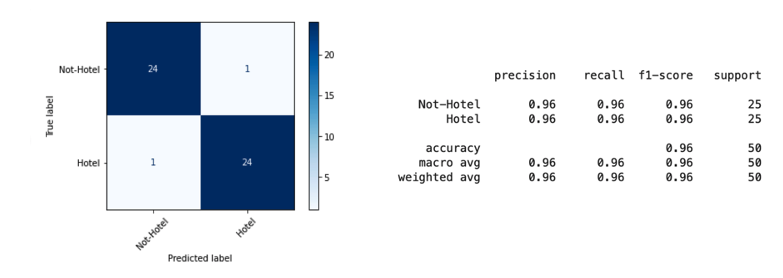 True label
Not-Hotel
24
1
Hotel
1
24
Not-Hotel
Hotel
Predicted label
20
15
10
5
precision recall f1-score support
Not-Hotel 0.96 0.96 0.96 25
Hotel 0.96 0.96 0.96 25
accuracy 0.96 50
macro avg 0.96 0.96 0.96 50
weighted avg 0.96 0.96 0.96 50